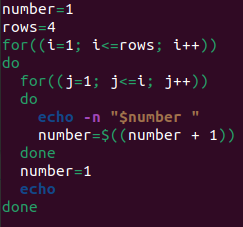 number=1
rows=4
for((i=1; i<=rows; i++))
do
  for((j=1; j<=i; j++))
  do
    echo -n "$number "
    number=$((number + 1))
  done
  number=1
  echo
done